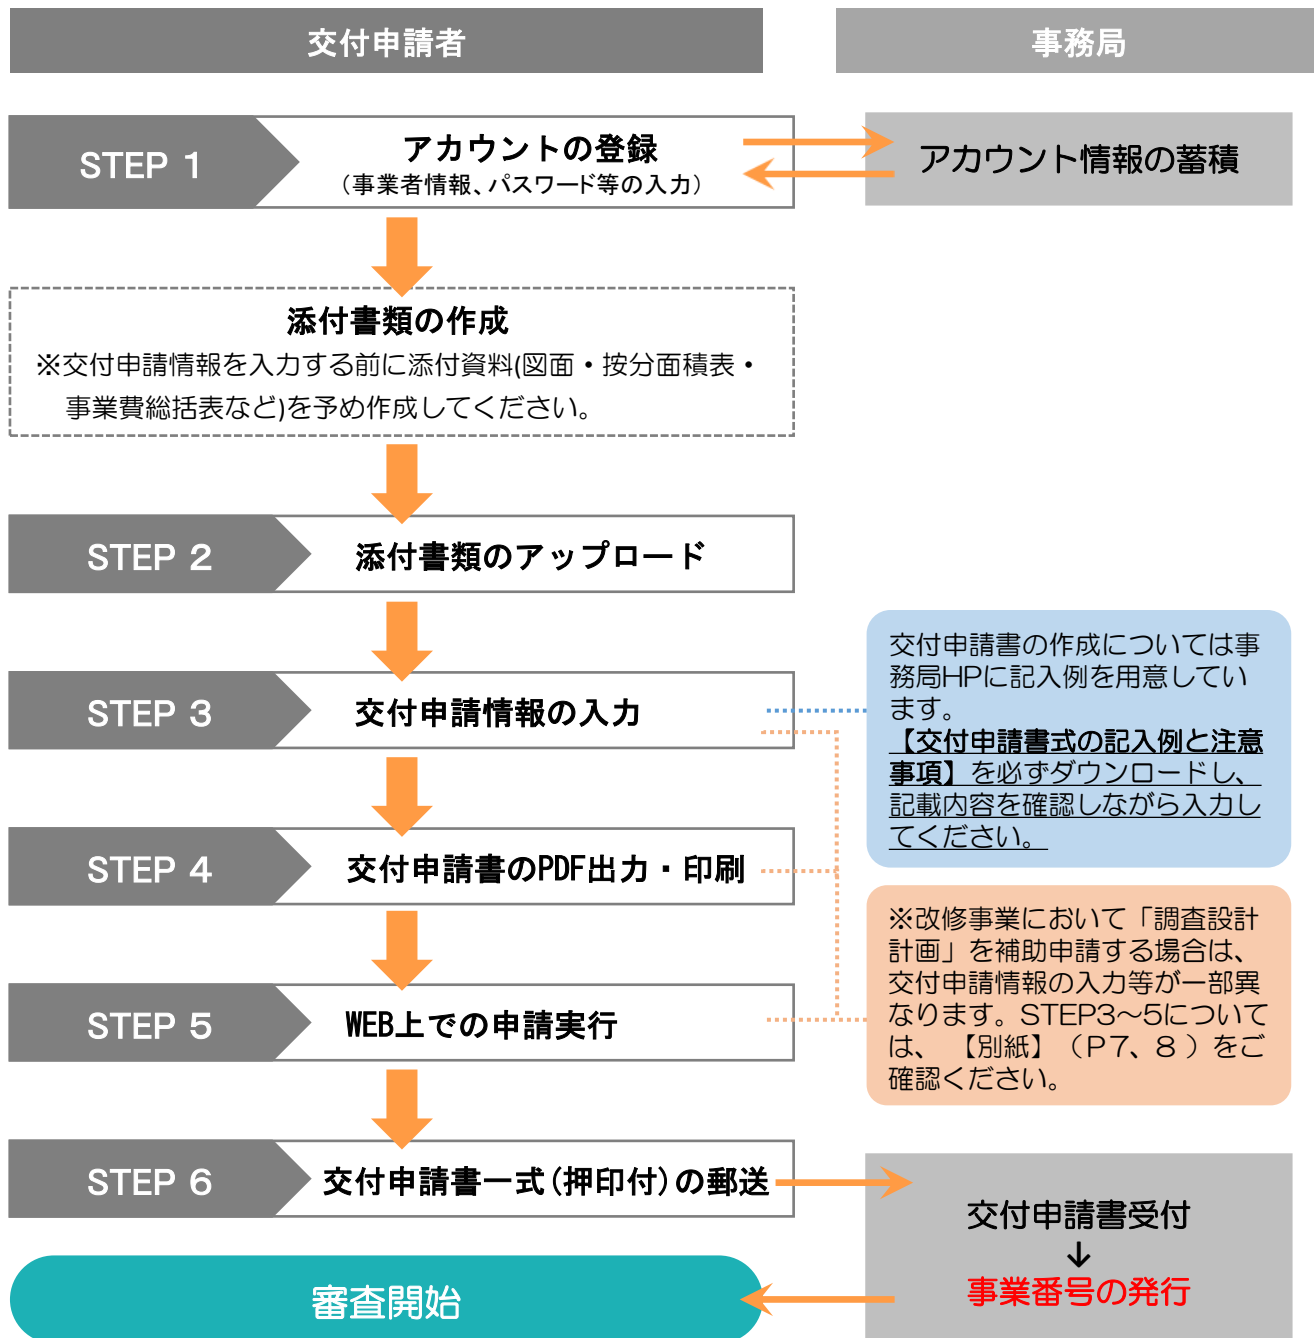 交付申請者
事務局
STEP 1
アカウントの登録
（事業者情報、パスワード等の入力）
アカウント情報の蓄積
添付書類の作成
※交付申請情報を入力する前に添付資料(図面・按分面積表・
事業費総括表など)を予め作成してください。
STEP 2
添付書類のアップロード
STEP 3
交付申請情報の入力
交付申請書の作成については事
務局HPに記入例を用意してい
ます。
【交付申請書式の記入例と注意
事項】を必ずダウンロードし、
記載内容を確認しながら入力し
てください。
STEP 4
交付申請書のPDF出力・印刷
※改修事業において「調査設計
計画」を補助申請する場合は、
交付申請情報の入力等が一部異
なります。STEP3～5について
は、【別紙】（P7、8）をご
確認ください。
STEP 5
WEB上での申請実行
STEP 6
交付申請書一式(押印付)の郵送
交付申請書受付
↓
事業番号の発行
審査開始